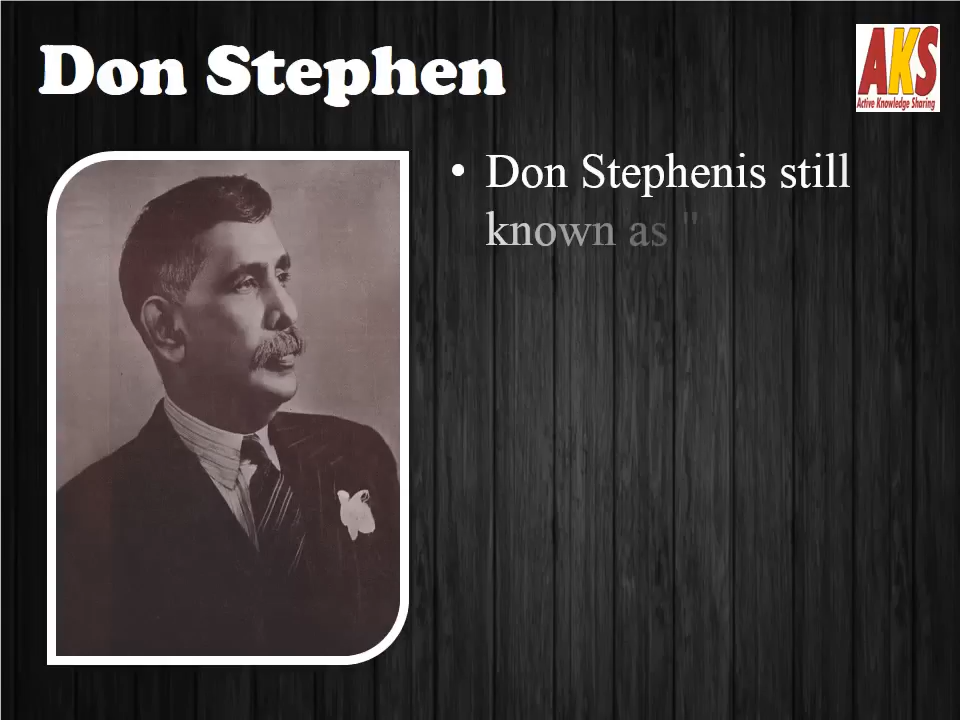 Don Stephen
AKS
Active Knowledge Sharing
• Don Stephenis still
known as "